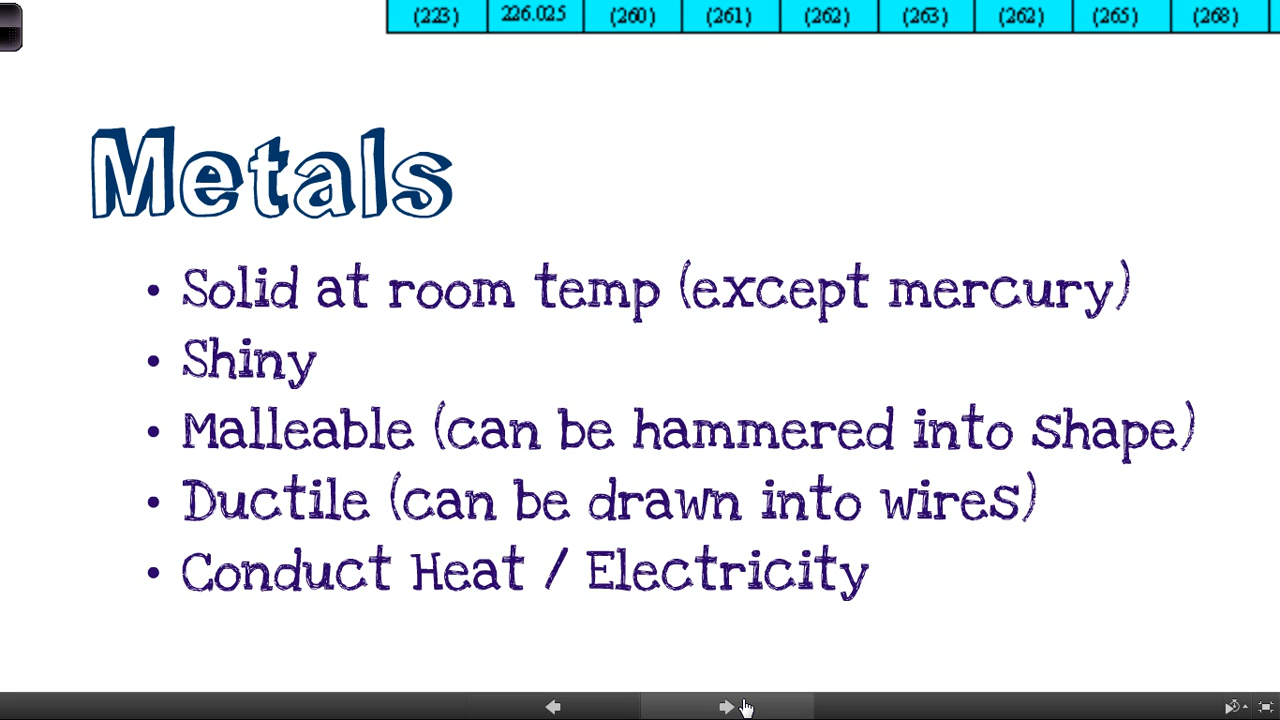 (223) 226.025 (260) (261) (262) (263) (262) (265) (268)
Metals
• Solid at room temp (except mercury)
• Shiny
• Malleable (can be hammered into shape)
• Ductile (can be drawn into wires)
• Conduct Heat / Electricity